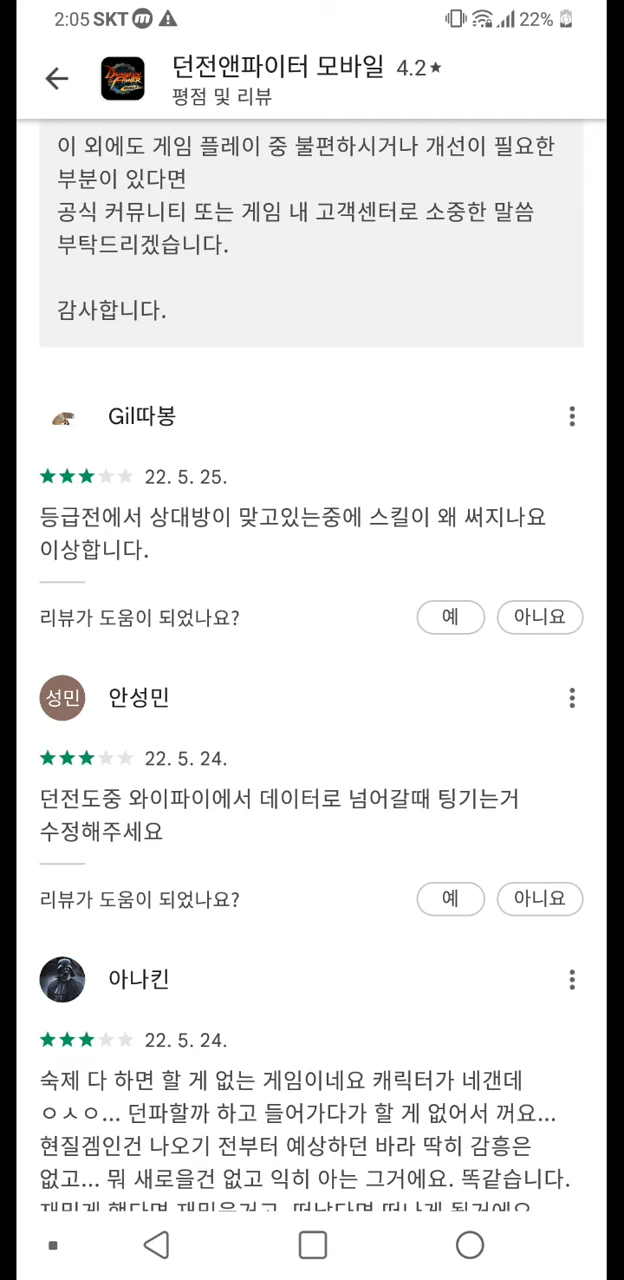 2:05 SKT m
22%
던전앤파이터 모바일 4.2★
평점 및 리뷰
이 외에도 게임 플레이 중 불편하시거나 개선이 필요한
부분이 있다면
공식 커뮤니티 또는 게임 내 고객센터로 소중한 말씀
부탁드리겠습니다.
감사합니다.
Gil따봉
22. 5. 25.
등급전에서 상대방이 맞고있는중에 스킬이 왜 써지나요
이상합니다.
리뷰가 도움이 되었나요? 예 아니요
성민 안성민
22. 5. 24.
던전도중 와이파이에서 데이터로 넘어갈때 팅기는거
수정해주세요
리뷰가 도움이 되었나요? 예 아니요
아나킨
22. 5. 24.
숙제 다 하면 할 게 없는 게임이네요 캐릭터가 네갠데
ㅇㅅㅇ... 던파할까 하고 들어가다가 할 게 없어서 꺼요...
현질겜인건 나오기 전부터 예상하던 바라 딱히 감흥은
없고... 뭐 새로울건 없고 익히 아는 그거에요. 똑같습니다.